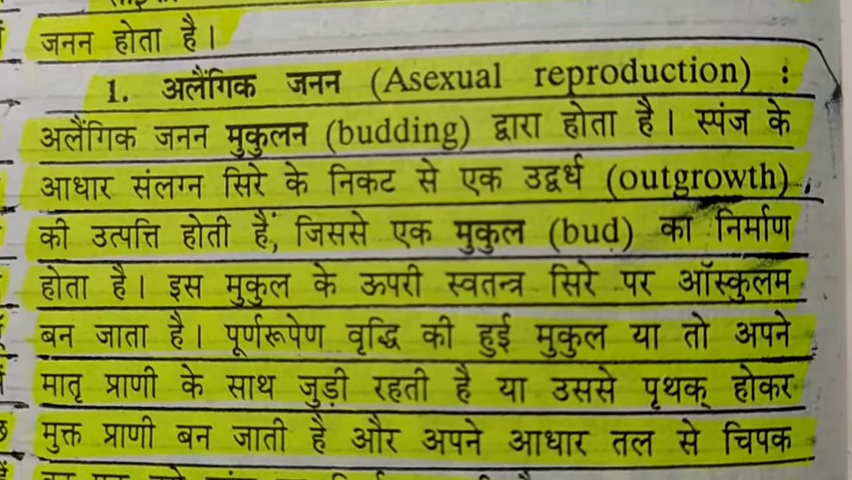 जनन होता है।
1. अलैंगिक जनन (Asexual reproduction) :
अलैंगिक जनन मुकुलन (budding) द्वारा होता है। स्पंज के
आधार संलग्न सिरे के निकट से एक उद्वर्ध (outgrowth)
की उत्पत्ति होती है, जिससे एक मुकुल (bud) का निर्माण
होता है। इस मुकुल के ऊपरी स्वतन्त्र सिरे पर ऑस्कुलम
बन जाता है। पूर्णरूपेण वृद्धि की हुई मुकुल या तो अपने
मातृ प्राणी के साथ जुड़ी रहती है या उससे पृथक् होकर
मुक्त प्राणी बन जाती है और अपने आधार तल से चिपक